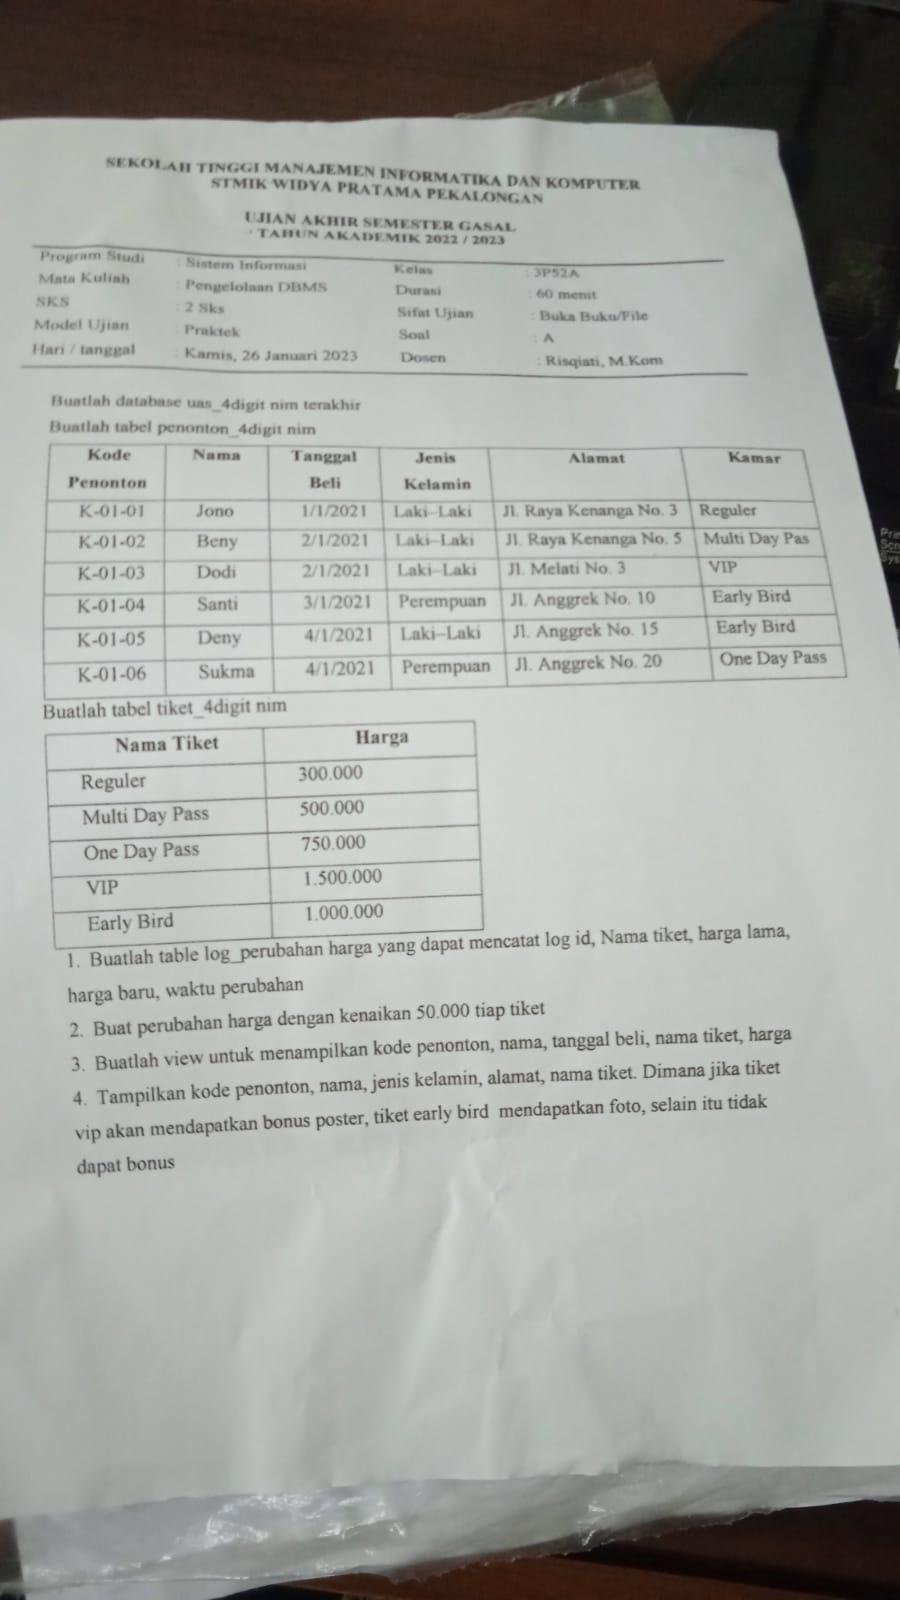 SEKOLAH TINGGI MANAJEMEN INFORMATIKA DAN KOMPUTER
STMIK WIDYA PRATAMA PEKALONGAN
UJIAN AKHIR SEMESTER GASAL
TAHUN AKADEMIK 2022 / 2023
Program Studi : Sistem Informasi Kelas : 3P52A
Mata Kuliah : Pengelolaan DBMS Durasi : 60 menit
SKS : 2 Sks Sifat Ujian : Buka Buku/File
Model Ujian : Praktek Soal : A
Hari / tanggal : Kamis, 26 Januari 2023 Dosen : Risqiati, M.Kom
Buatlah database uas_4digit nim terakhir
Buatlah tabel penonton_4digit nim
Kode Penonton Nama Tanggal Beli Jenis Kelamin Alamat Kamar
K-01-01 Jono 1/1/2021 Laki-Laki Jl. Raya Kenanga No. 3 Reguler
K-01-02 Beny 2/1/2021 Laki-Laki Jl. Raya Kenanga No. 5 Multi Day Pas
K-01-03 Dodi 2/1/2021 Laki-Laki Jl. Melati No. 3 VIP
K-01-04 Santi 3/1/2021 Perempuan Jl. Anggrek No. 10 Early Bird
K-01-05 Deny 4/1/2021 Laki-Laki Jl. Anggrek No. 15 Early Bird
K-01-06 Sukma 4/1/2021 Perempuan Jl. Anggrek No. 20 One Day Pass
Buatlah tabel tiket_4digit nim
Nama Tiket Harga
Reguler 300.000
Multi Day Pass 500.000
One Day Pass 750.000
VIP 1.500.000
Early Bird 1.000.000
1. Buatlah table log_perubahan harga yang dapat mencatat log id, Nama tiket, harga lama,
harga baru, waktu perubahan
2. Buat perubahan harga dengan kenaikan 50.000 tiap tiket
3. Buatlah view untuk menampilkan kode penonton, nama, tanggal beli, nama tiket, harga
4. Tampilkan kode penonton, nama, jenis kelamin, alamat, nama tiket. Dimana jika tiket
vip akan mendapatkan bonus poster, tiket early bird mendapatkan foto, selain itu tidak
dapat bonus